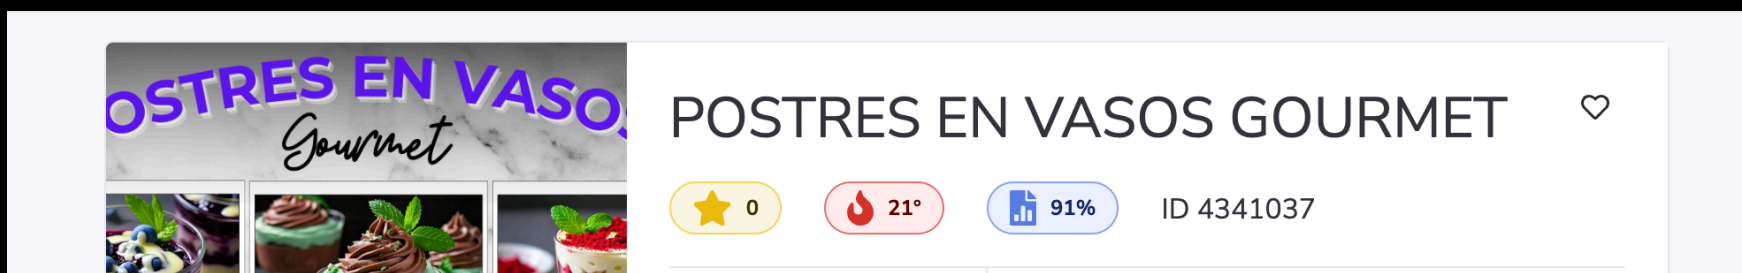 OSTRES EN VASOS
Gourmet
POSTRES EN VASOS GOURMET
0
21°
91%
ID 4341037